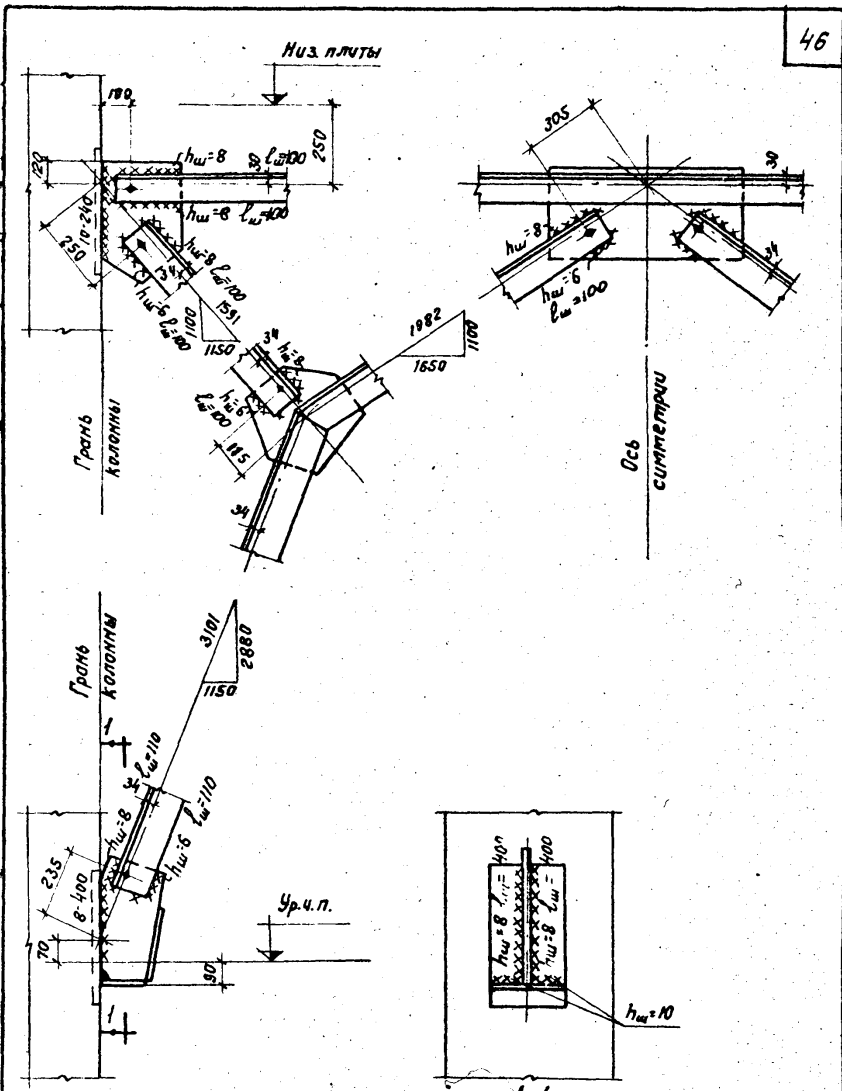 46
Низ плиты
180
250
120
hш=8
30
lш=100
hш=8 lш=100
10-240
250
34
hш=8 lш=100
hш=6 lш=100
1591
1100
1150
305
30
hш=8
hш=6
lш=100
34
1982
1650
1100
34
hш=8
hш=6
lш=100
185
34
Грань
колонны
Ось
симметрии
Грань
колонны
3101
2880
1150
1
34
lш=110
hш=8
hш=6
lш=110
235
8-400
70
Ур.ч.п.
90
1
hш=8 lш=400
hш=8 lш=400
hш=10